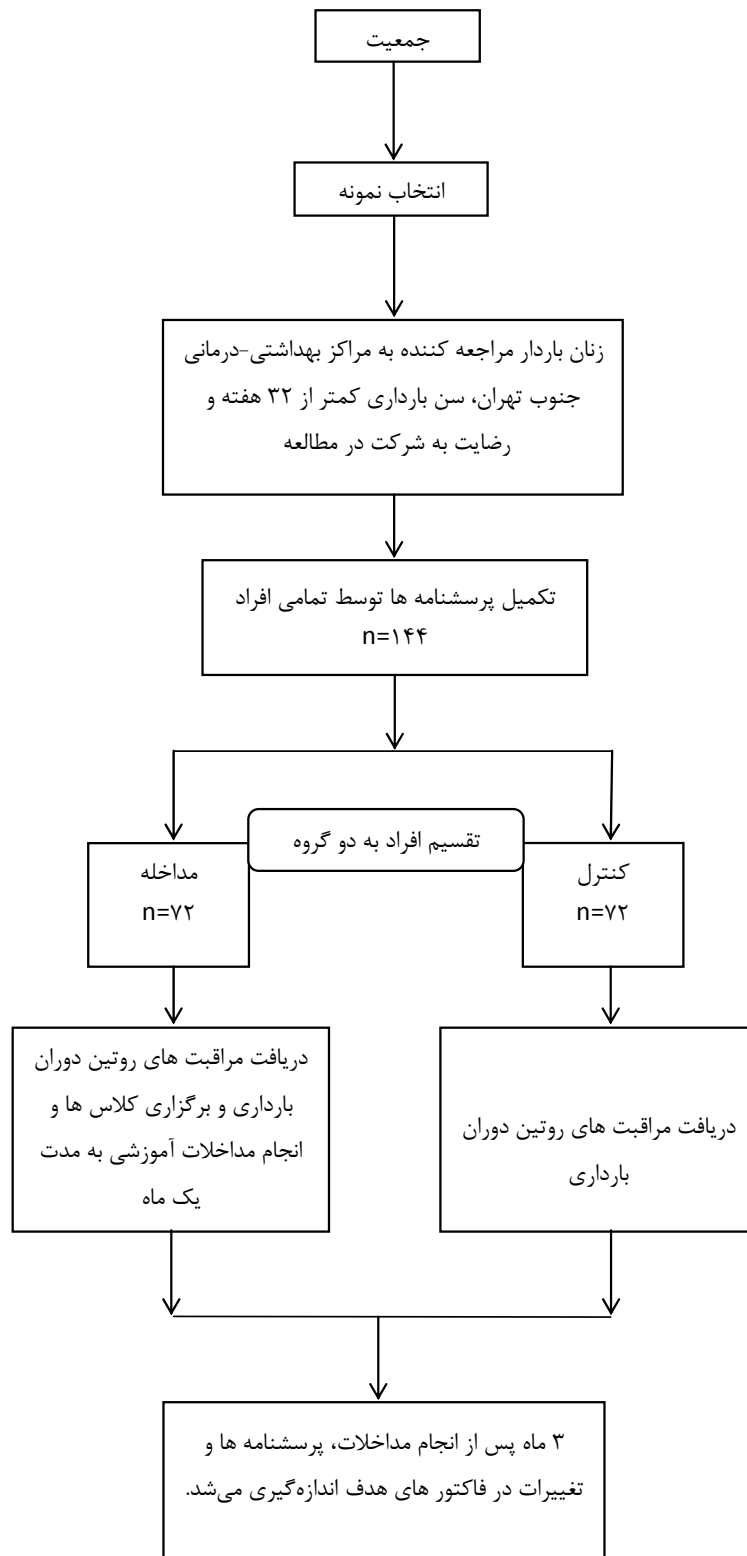 جمعیت
انتخاب نمونه
زنان باردار مراجعه کننده به مراکز بهداشتی-درمانی
جنوب تهران، سن بارداری کمتر از ۳۲ هفته و
رضایت به شرکت در مطالعه
تکمیل پرسشنامه ها توسط تمامی افراد
n=۱۴۴
تقسیم افراد به دو گروه
کنترل
n=۷۲
مداخله
n=۷۲
دریافت مراقبت های روتین دوران
بارداری
دریافت مراقبت های روتین دوران
بارداری و برگزاری کلاس ها و
انجام مداخلات آموزشی به مدت
یک ماه
۳ ماه پس از انجام مداخلات، پرسشنامه ها و
تغییرات در فاکتور های هدف اندازه‌گیری می‌شد.